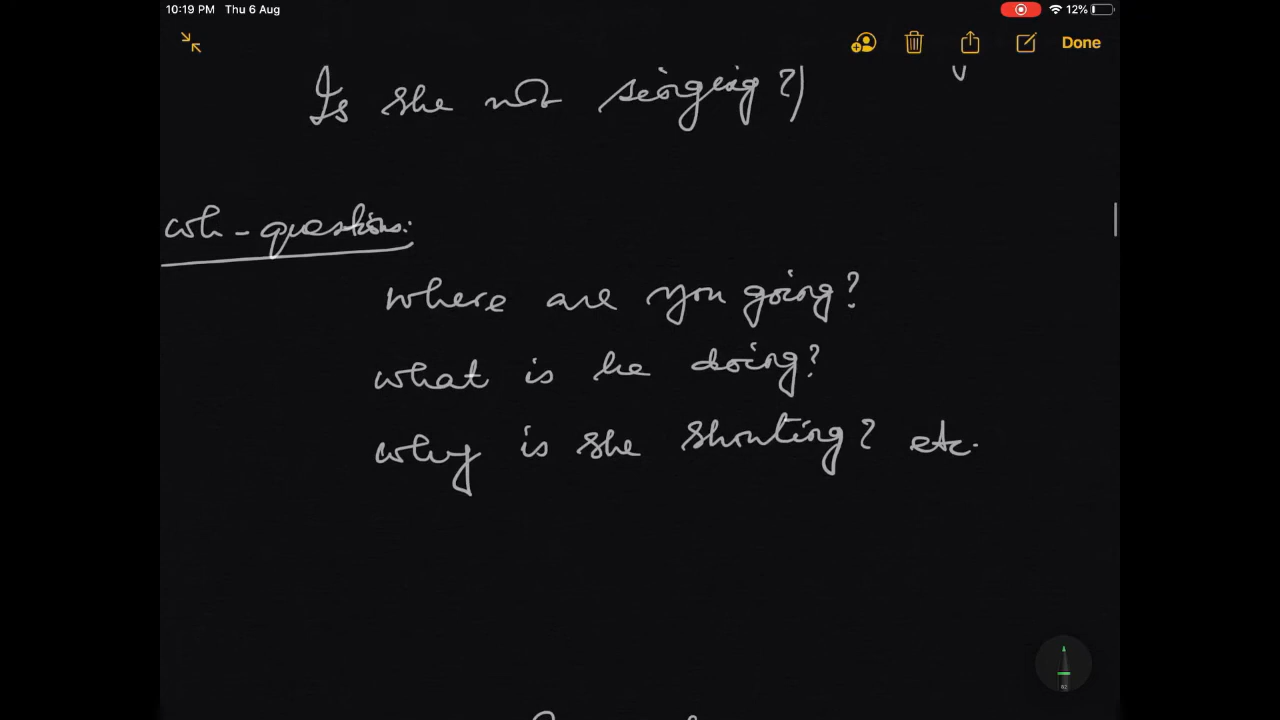 10:19 PM Thu 6 Aug 12%
Done
Is she not singing?)
wh-questions:
where are you going?
what is he doing?
why is she shouting? etc.